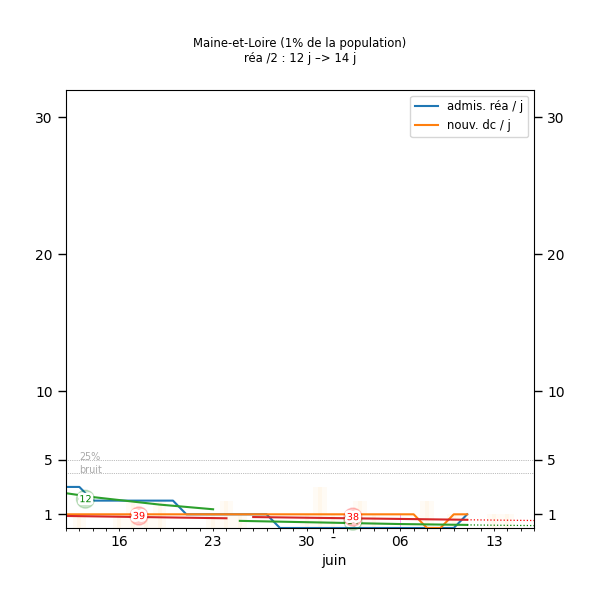 Maine-et-Loire (1% de la population)
réa /2 : 12 j –> 14 j
admis. réa / j
nouv. dc / j
30 30
20 20
10 10
5 5
1 1
25%
bruit
12
39
38
16 23 30 - 06 13
juin